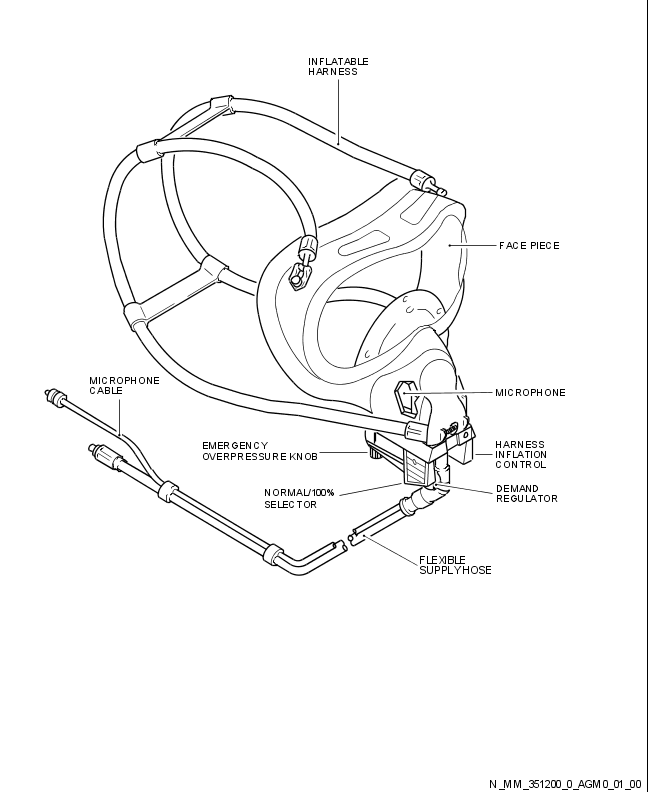 INFLATABLE
HARNESS
FACE PIECE
MICROPHONE
CABLE
MICROPHONE
EMERGENCY
OVERPRESSURE KNOB
HARNESS
INFLATION
CONTROL
NORMAL/100%
SELECTOR
DEMAND
REGULATOR
FLEXIBLE
SUPPLYHOSE
N_MM_351200_0_AGM0_01_00